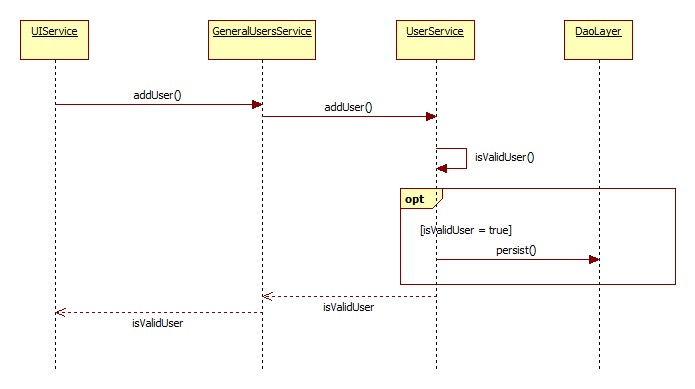 UIService
GeneralUsersService
UserService
DaoLayer
addUser()
addUser()
isValidUser()
opt
[isValidUser = true]
persist()
isValidUser
isValidUser